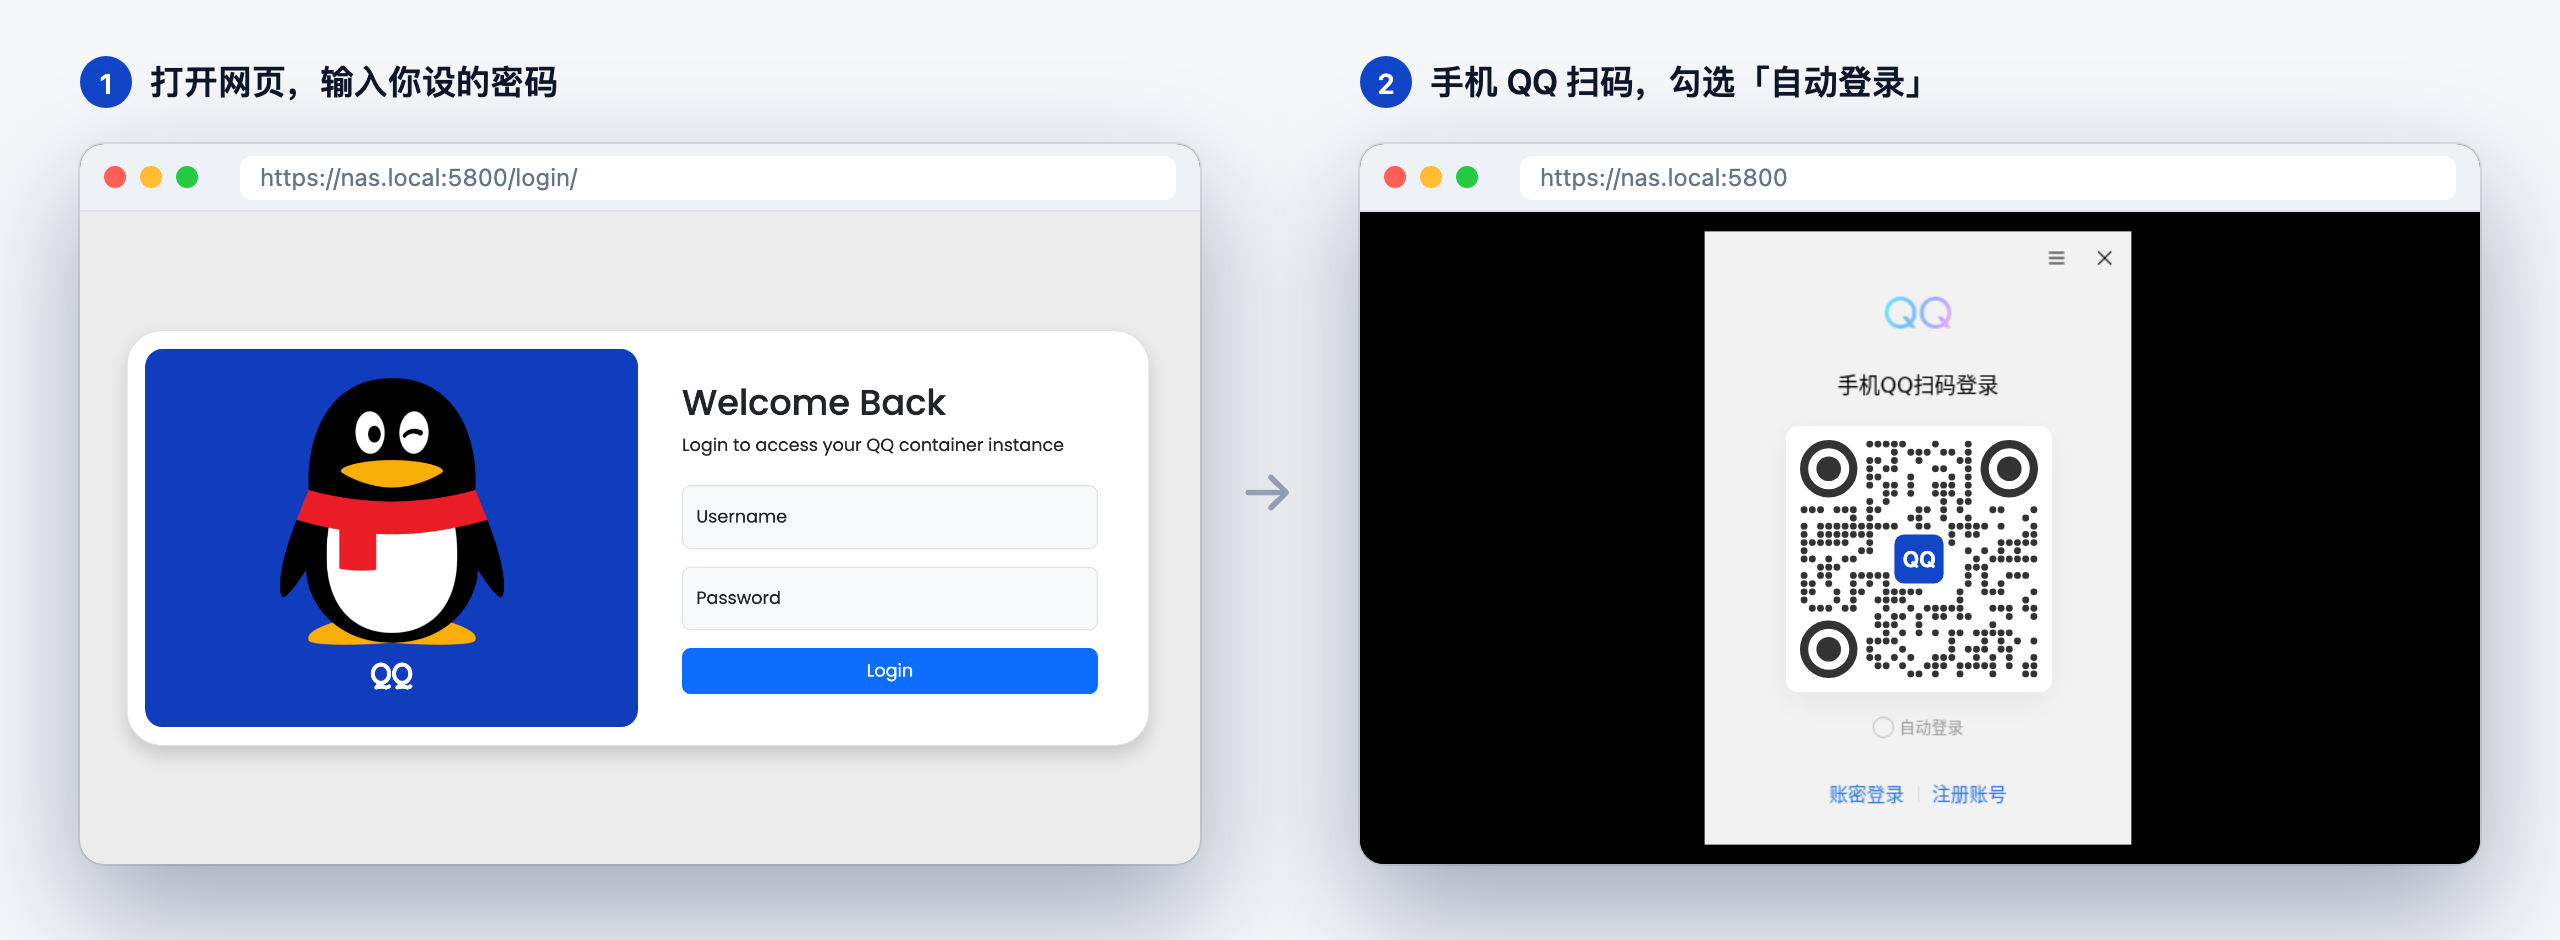 1 打开网页，输入你设的密码
https://nas.local:5800/login/
QQ
Welcome Back
Login to access your QQ container instance
Username
Password
Login
2 手机 QQ 扫码，勾选「自动登录」
https://nas.local:5800
QQ
手机QQ扫码登录
QQ
自动登录
账密登录 注册账号